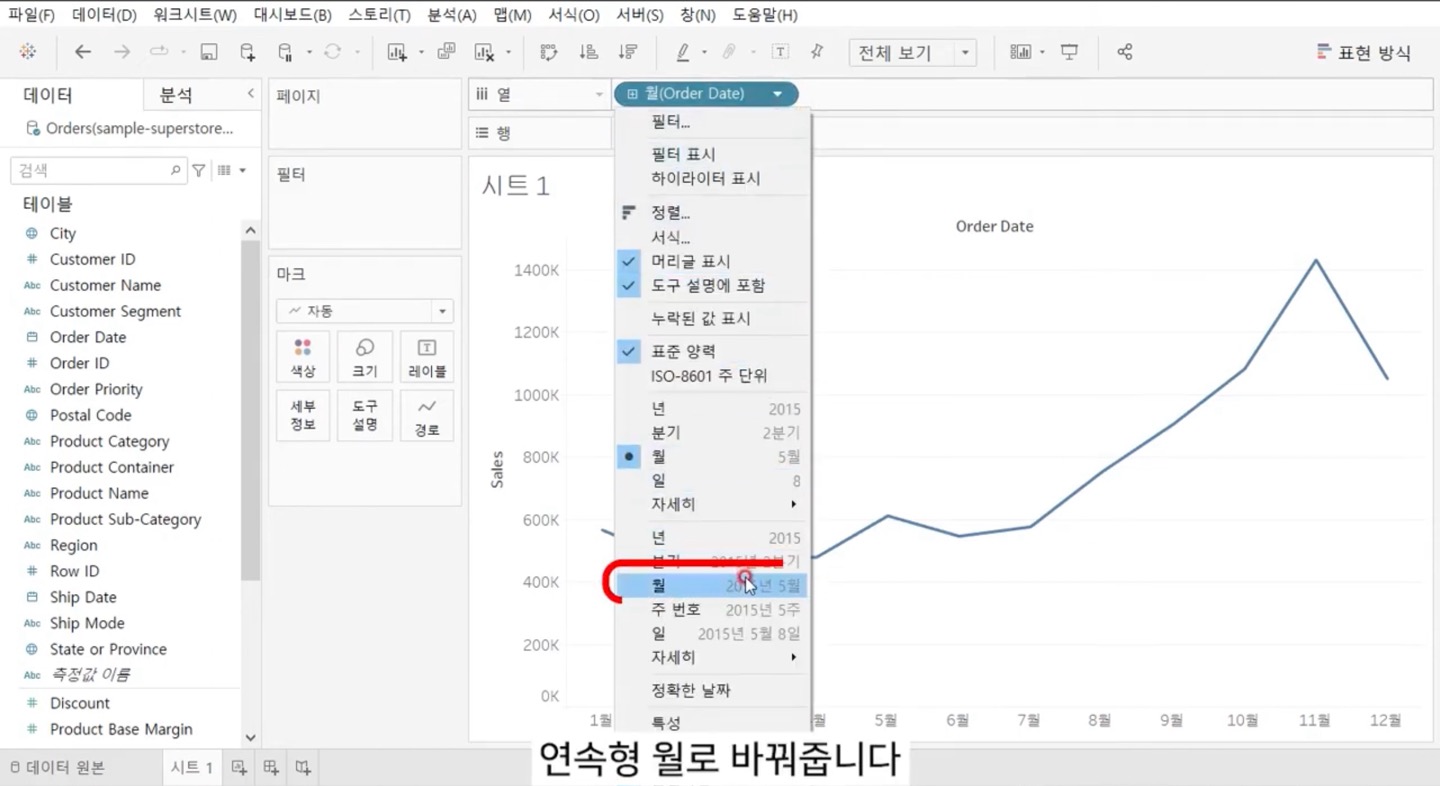 파일(F) 데이터(D) 워크시트(W) 대시보드(B) 스토리(T) 분석(A) 맵(M) 서식(O) 서버(S) 창(N) 도움말(H)
전체 보기
표현 방식
데이터 분석
Orders(sample-superstore...
검색
테이블
City
Customer ID
Abc Customer Name
Abc Customer Segment
Order Date
Order ID
Abc Order Priority
Postal Code
Abc Product Category
Abc Product Container
Abc Product Name
Abc Product Sub-Category
Abc Region
Row ID
Ship Date
Abc Ship Mode
State or Province
Abc 측정값 이름
Discount
Product Base Margin
페이지
필터
마크
자동
색상 크기 레이블
세부 정보
도구 설명
경로
열
월(Order Date)
행
시트 1
필터...
필터 표시
하이라이터 표시
정렬...
서식...
머리글 표시
도구 설명에 포함
누락된 값 표시
표준 양력
ISO-8601 주 단위
년 2015
분기 2분기
월 5월
일 8
자세히
년 2015
분기 2015년 2분기
월 2015년 5월
주 번호 2015년 5주
일 2015년 5월 8일
자세히
정확한 날짜
특성
Order Date
Sales
1400K
1200K
1000K
800K
600K
400K
200K
0K
1월 5월 6월 7월 8월 9월 10월 11월 12월
데이터 원본 시트 1
연속형 월로 바꿔줍니다